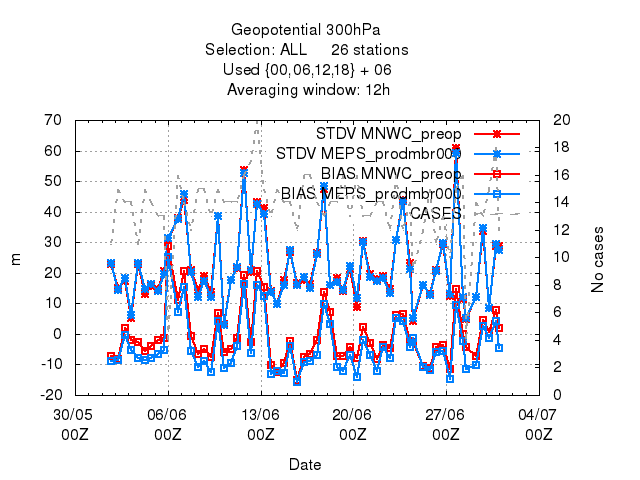 Geopotential 300hPa
Selection: ALL     26 stations
Used {00,06,12,18} + 06
Averaging window: 12h
STDV MNWC_preop
STDV MEPS_prodmbr000
BIAS MNWC_preop
BIAS MEPS_prodmbr000
CASES
70
60
50
40
30
20
10
0
-10
-20
m
20
18
16
14
12
10
8
6
4
2
0
No cases
30/05 06/06 13/06 20/06 27/06 04/07
00Z 00Z 00Z 00Z 00Z 00Z
Date